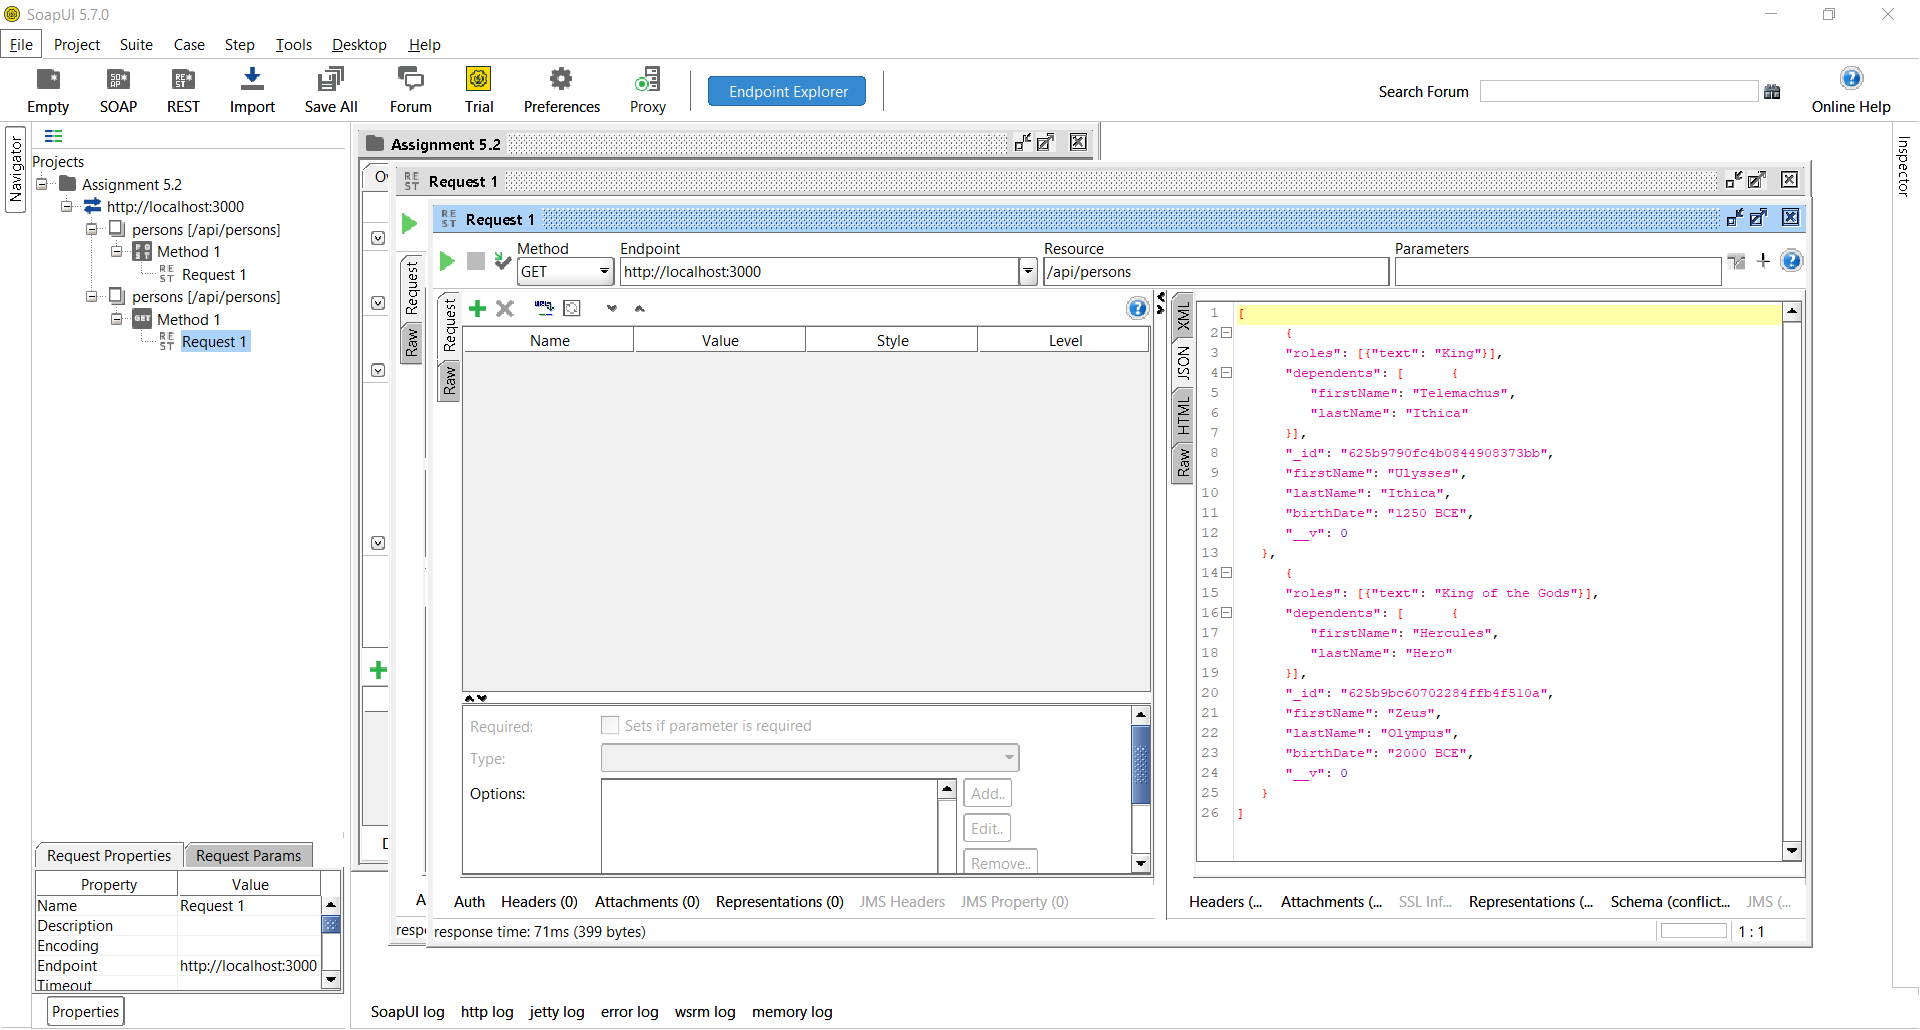 SoapUI 5.7.0
File Project Suite Case Step Tools Desktop Help
Empty SOAP REST Import Save All Forum Trial Preferences Proxy Endpoint Explorer Search Forum Online Help
Navigator
Inspector
Projects
Assignment 5.2
http://localhost:3000
persons [/api/persons]
Method 1
Request 1
persons [/api/persons]
Method 1
Request 1
Assignment 5.2
Request 1
Request
Raw
Request 1
Method Endpoint Resource Parameters
GET http://localhost:3000 /api/persons
Request
Raw
Name Value Style Level
Required: Sets if parameter is required
Type:
Options: Add..
Edit..
Remove..
XML
JSON
HTML
Raw
1 [
2 {
3 "roles": [{"text": "King"}],
4 "dependents": [ {
5 "firstName": "Telemachus",
6 "lastName": "Ithica"
7 }],
8 "_id": "625b9790fc4b0844908373bb",
9 "firstName": "Ulysses",
10 "lastName": "Ithica",
11 "birthDate": "1250 BCE",
12 "__v": 0
13 },
14 {
15 "roles": [{"text": "King of the Gods"}],
16 "dependents": [ {
17 "firstName": "Hercules",
18 "lastName": "Hero"
19 }],
20 "_id": "625b9bc60702284ffb4f510a",
21 "firstName": "Zeus",
22 "lastName": "Olympus",
23 "birthDate": "2000 BCE",
24 "__v": 0
25 }
26 ]
Auth Headers (0) Attachments (0) Representations (0) JMS Headers JMS Property (0)
Headers (... Attachments (... SSL Inf... Representations (... Schema (conflict... JMS (...
response time: 71ms (399 bytes) 1 : 1
Request Properties Request Params
Property Value
Name Request 1
Description
Encoding
Endpoint http://localhost:3000
Timeout
Properties
SoapUI log http log jetty log error log wsrm log memory log